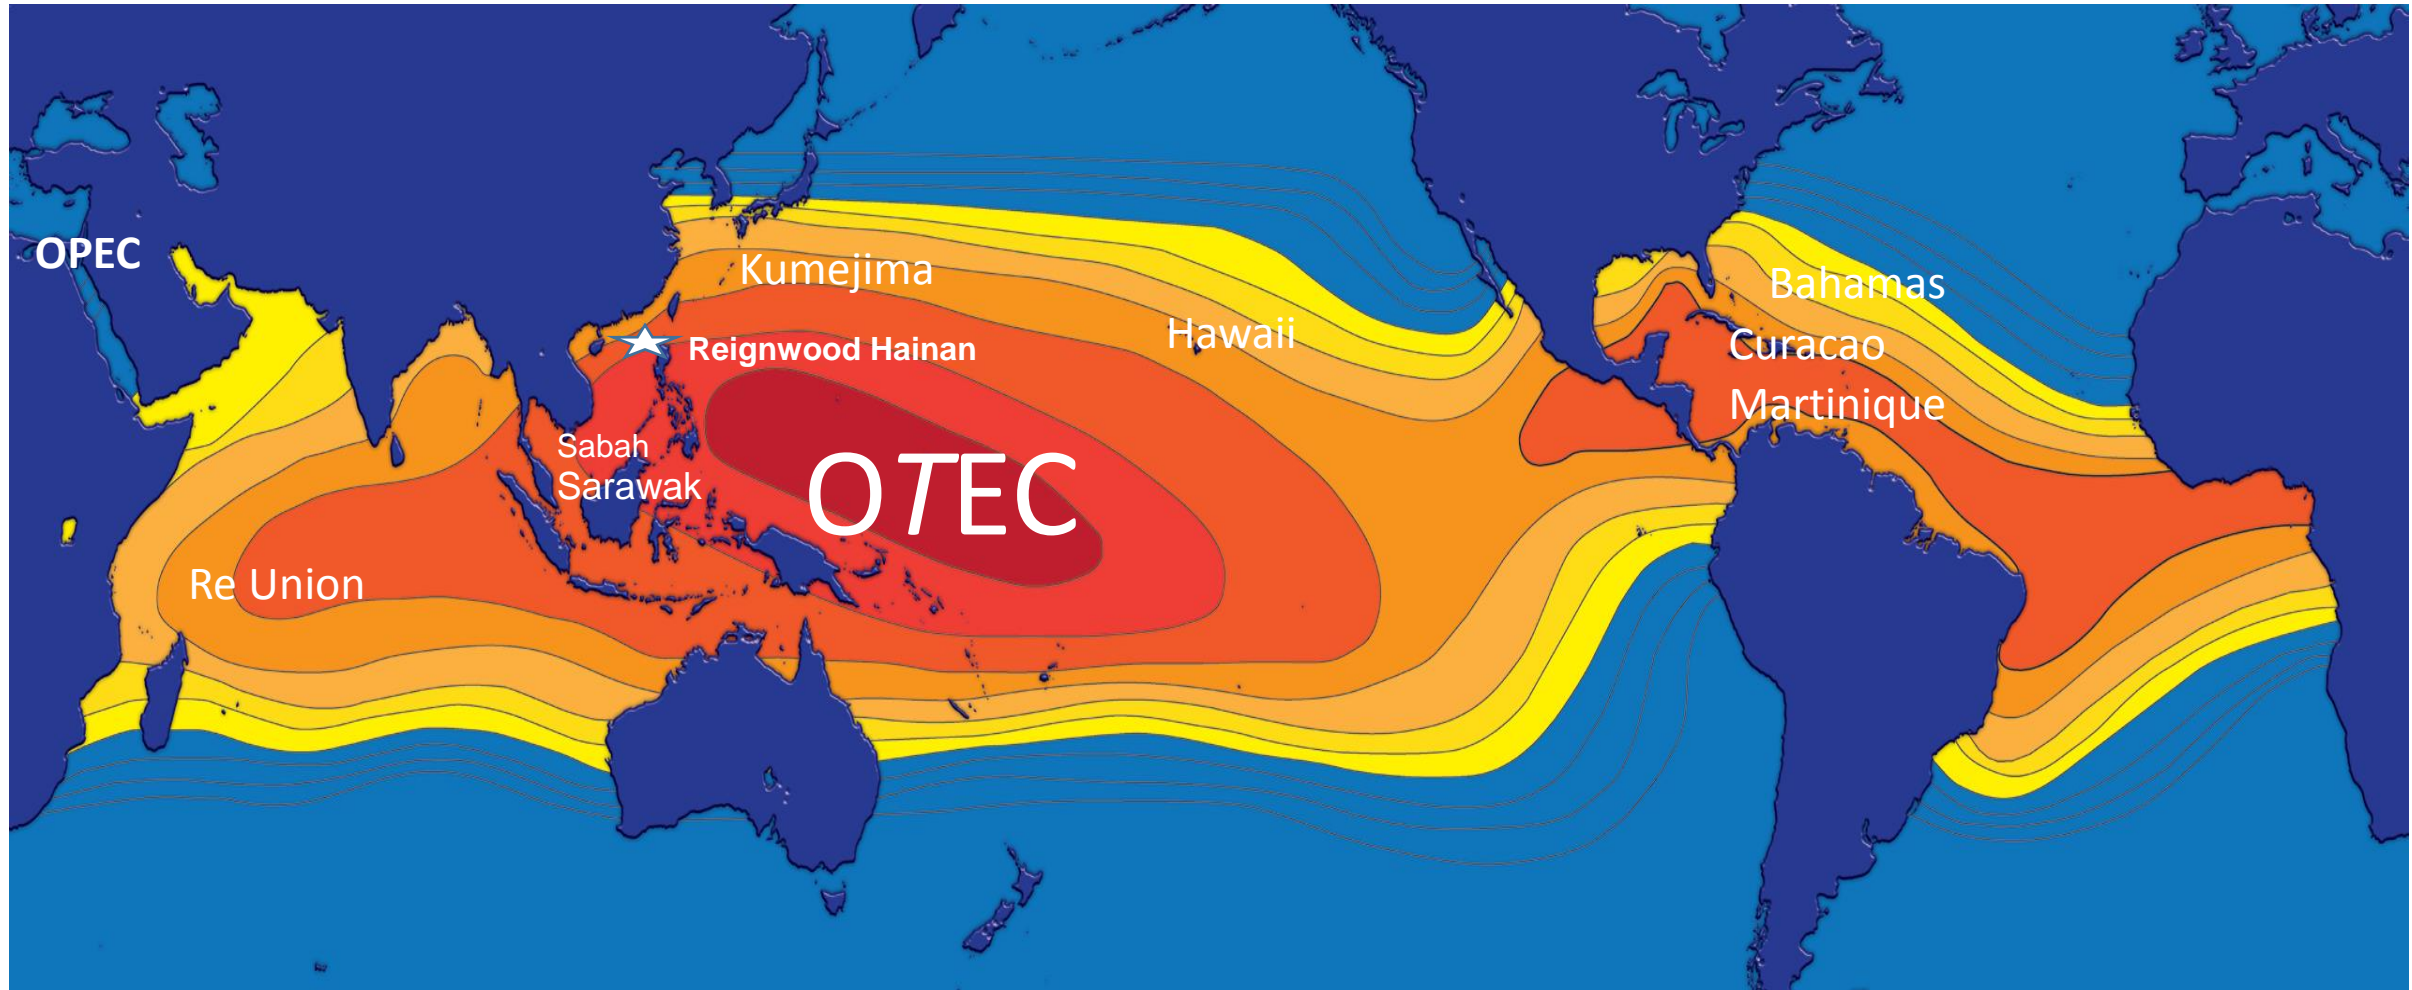 OPEC
Kumejima
Hawaii
Bahamas
Reignwood Hainan
Curacao
Martinique
Sabah
Sarawak
OTEC
Re Union